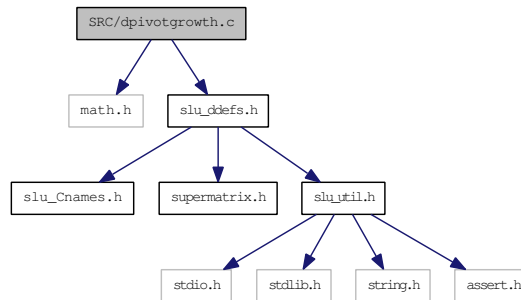 SRC/dpivotgrowth.c
math.h
slu_ddefs.h
slu_Cnames.h
supermatrix.h
slu_util.h
stdio.h
stdlib.h
string.h
assert.h